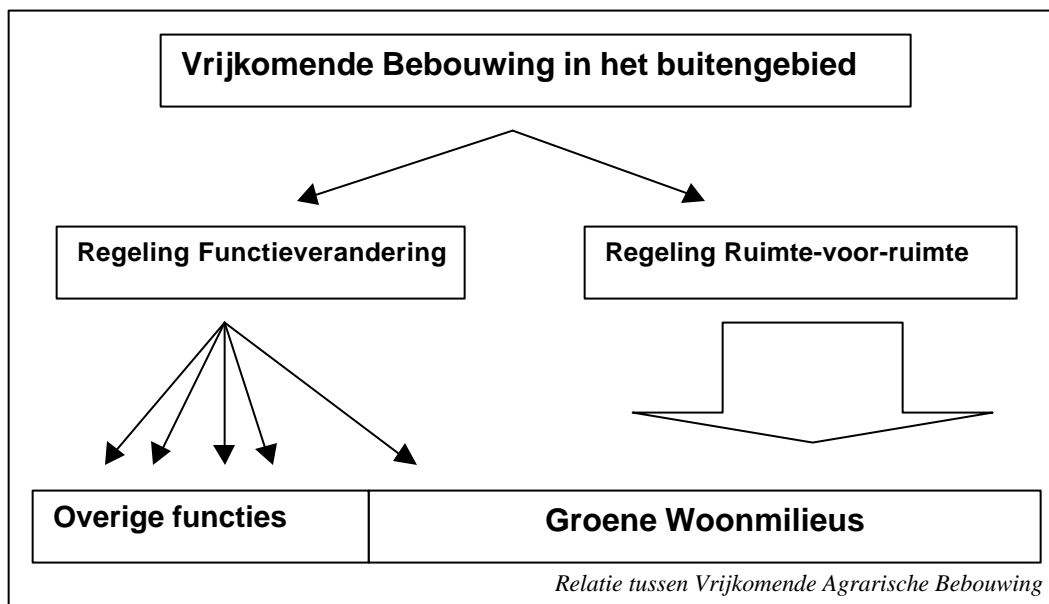 Vrijkomende Bebouwing in het buitengebied
Regeling Functieverandering
Regeling Ruimte-voor-ruimte
Overige functies
Groene Woonmilieus
Relatie tussen Vrijkomende Agrarische Bebouwing